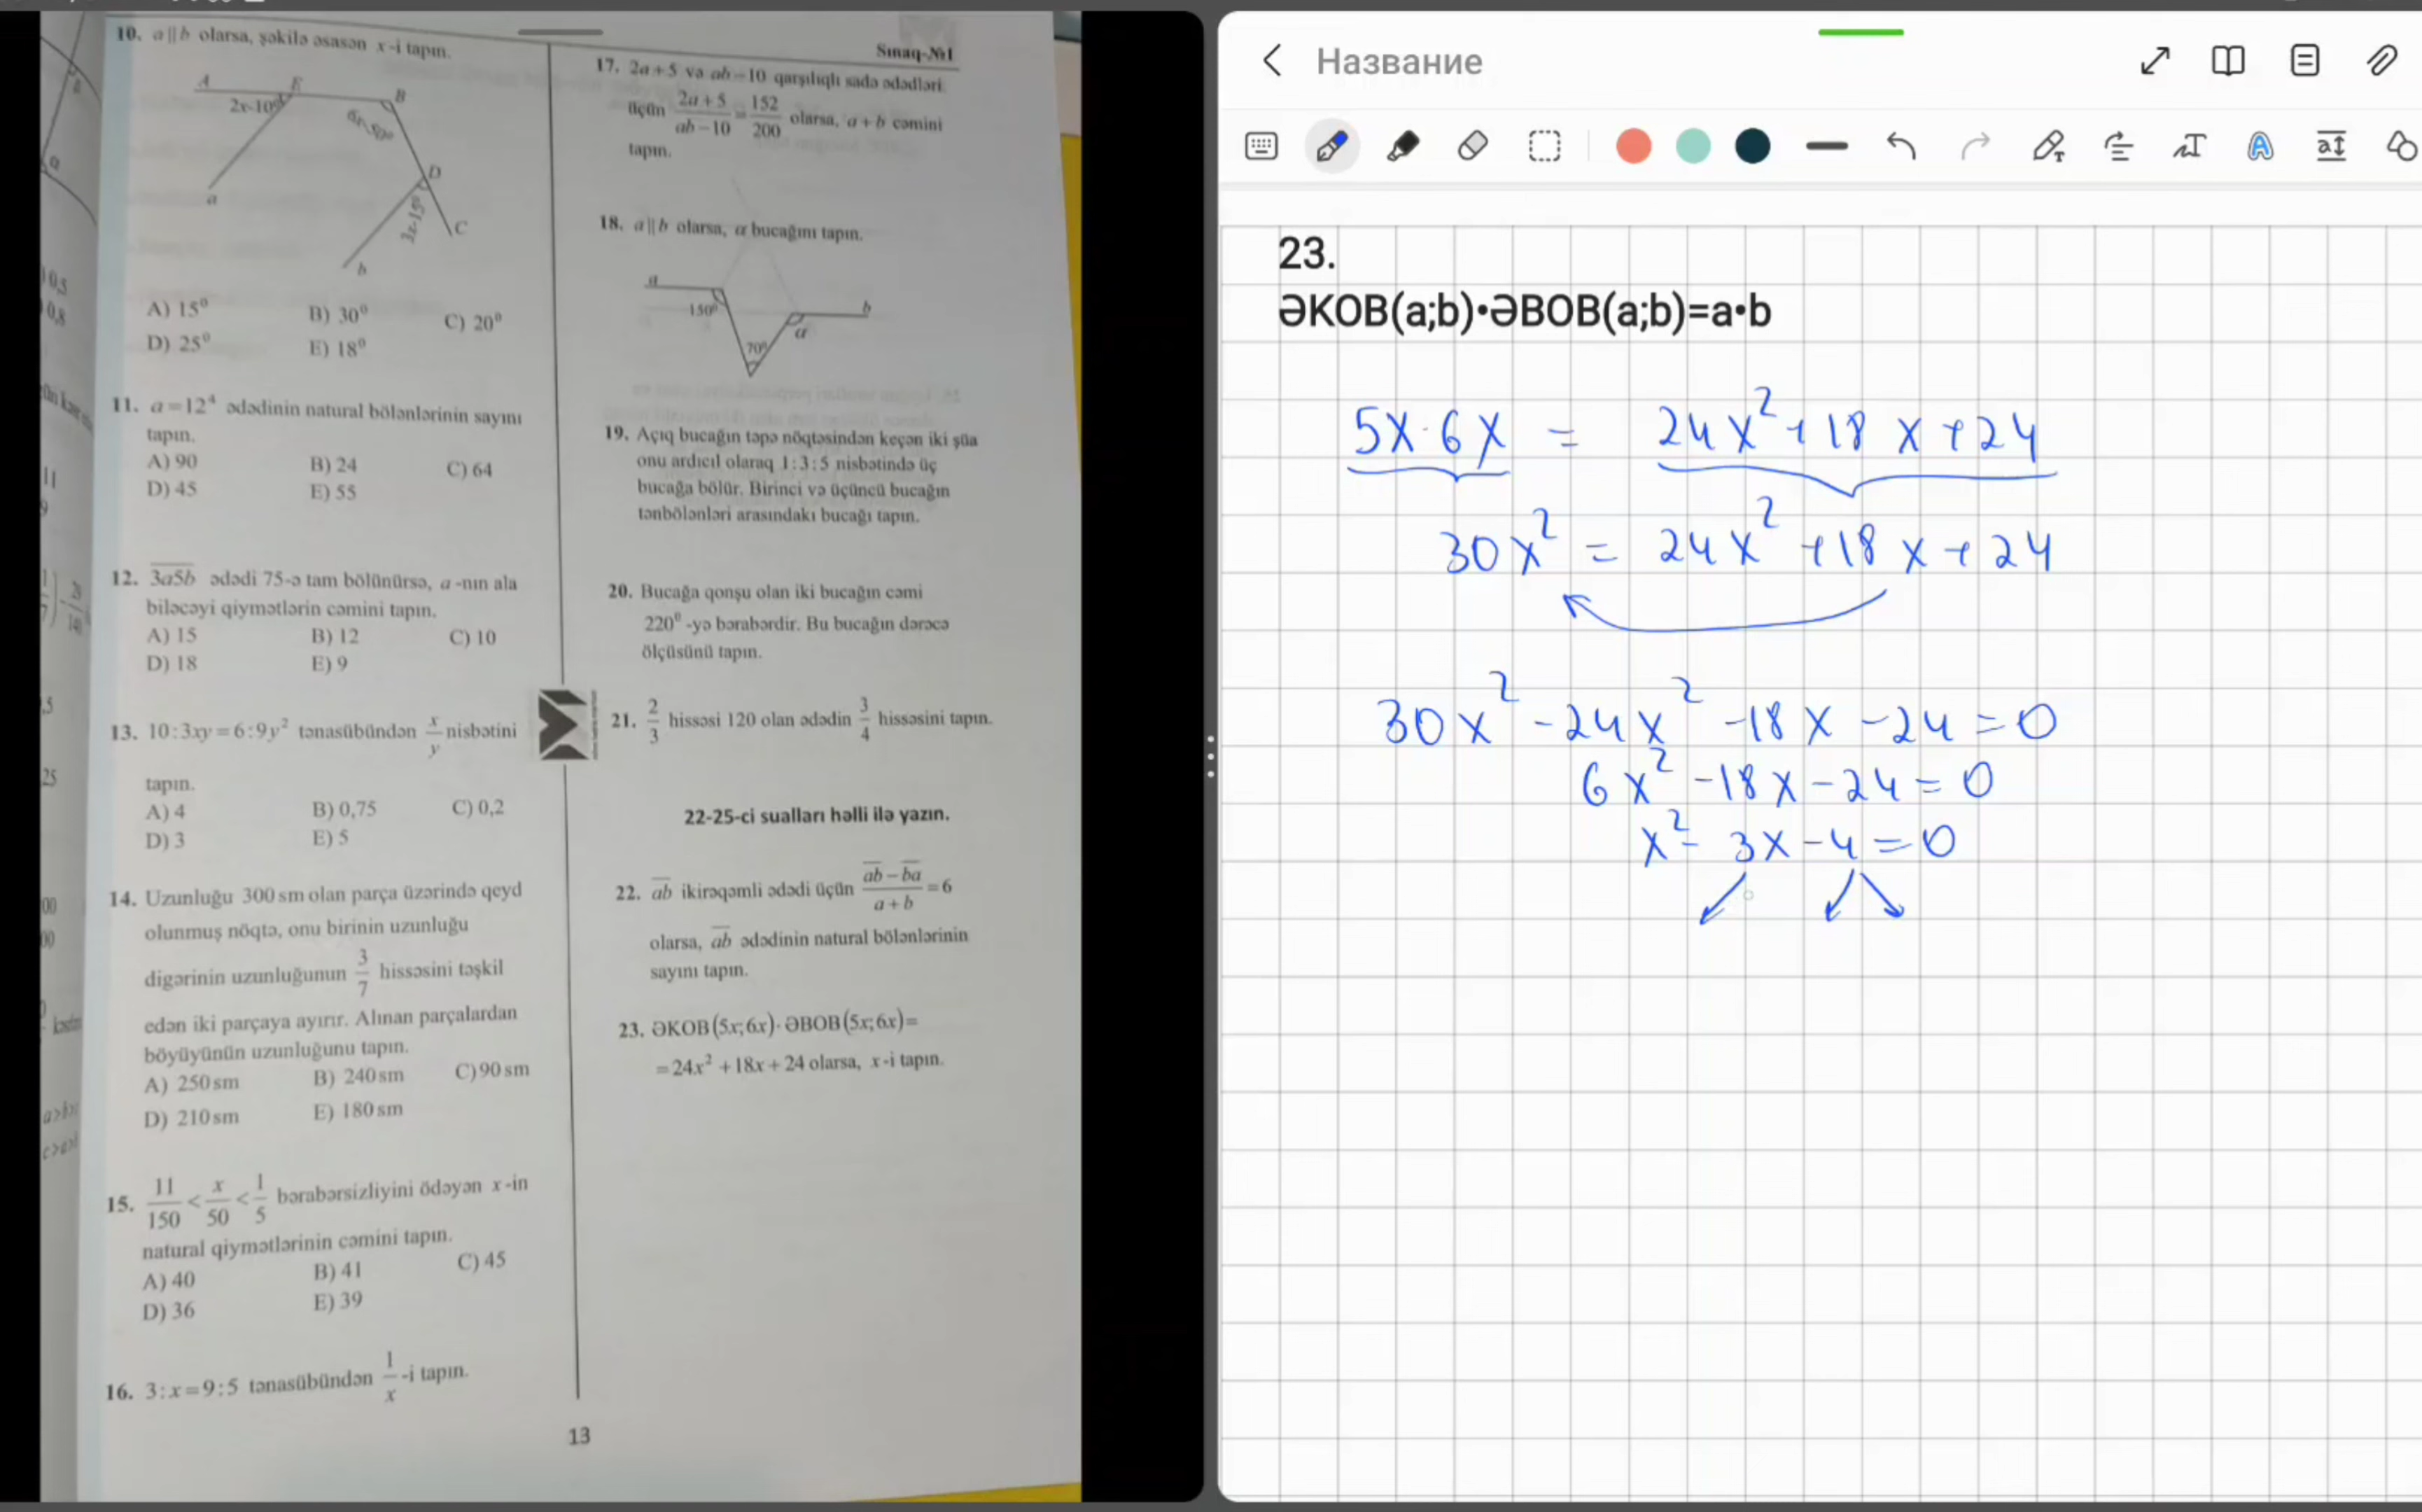 10. a || b olarsa, şəkilə əsasən x-i tapın.
A E B
2x-10°
6x-50°
D
a
3x-15°
C
b
A) 15⁰ B) 30⁰ C) 20⁰
D) 25⁰ E) 18⁰
11. a = 12⁴ ədədinin natural bölənlərinin sayını
tapın.
A) 90 B) 24 C) 64
D) 45 E) 55
12. 3a5b ədədi 75-ə tam bölünürsə, a -nın ala
biləcəyi qiymətlərin cəmini tapın.
A) 15 B) 12 C) 10
D) 18 E) 9
13. 10 : 3xy = 6 : 9y² tənasübündən x/y nisbətini
tapın.
A) 4 B) 0,75 C) 0,2
D) 3 E) 5
14. Uzunluğu 300 sm olan parça üzərində qeyd
olunmuş nöqtə, onu birinin uzunluğu
digərinin uzunluğunun 3/7 hissəsini təşkil
edən iki parçaya ayırır. Alınan parçalardan
böyüyünün uzunluğunu tapın.
A) 250 sm B) 240 sm C) 90 sm
D) 210 sm E) 180 sm
15. 11/150 < x/50 < 1/5 bərabərsizliyini ödəyən x -in
natural qiymətlərinin cəmini tapın.
A) 40 B) 41 C) 45
D) 36 E) 39
16. 3 : x = 9 : 5 tənasübündən 1/x -i tapın.
13
Sınaq-№1
17. 2a + 5 və ab – 10 qarşılıqlı sadə ədədləri
üçün (2a + 5)/(ab – 10) = 152/200 olarsa, a + b cəmini
tapın.
18. a || b olarsa, α bucağını tapın.
a
150⁰
b
α
70⁰
19. Açıq bucağın təpə nöqtəsindən keçən iki şüa
onu ardıcıl olaraq 1 : 3 : 5 nisbətində üç
bucağa bölür. Birinci və üçüncü bucağın
tənbölənləri arasındakı bucağı tapın.
20. Bucağa qonşu olan iki bucağın cəmi
220⁰ -yə bərabərdir. Bu bucağın dərəcə
ölçüsünü tapın.
21. 2/3 hissəsi 120 olan ədədin 3/4 hissəsini tapın.
22-25-ci sualları həlli ilə yazın.
22. ab ikirəqəmli ədədi üçün (ab – ba)/(a + b) = 6
olarsa, ab ədədinin natural bölənlərinin
sayını tapın.
23. ƏKOB(5x; 6x) · ƏBOB(5x; 6x) =
= 24x² + 18x + 24 olarsa, x -i tapın.
Название
23.
ƏKOB(a;b)•ƏBOB(a;b)=a•b
5x · 6x = 24x² + 18x + 24
30x² = 24x² + 18x + 24
30x² - 24x² - 18x - 24 = 0
6x² - 18x - 24 = 0
x² - 3x - 4 = 0